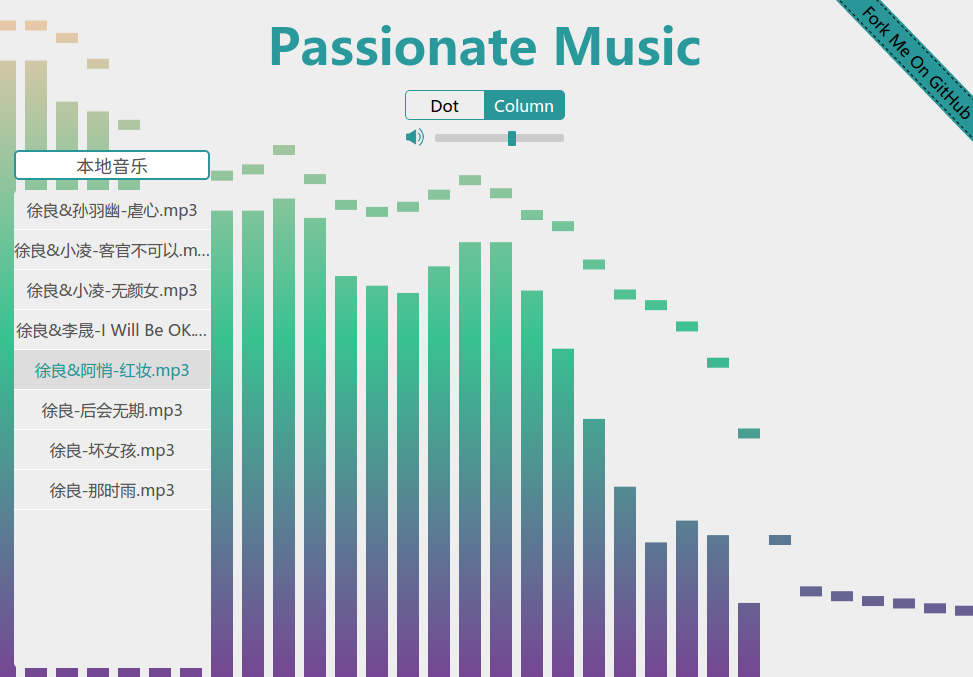 Passionate Music
Fork Me On GitHub
Dot
Column
本地音乐
徐良&孙羽幽-虐心.mp3
徐良&小凌-客官不可以.m...
徐良&小凌-无颜女.mp3
徐良&李晟-I Will Be OK....
徐良&阿悄-红妆.mp3
徐良-后会无期.mp3
徐良-坏女孩.mp3
徐良-那时雨.mp3